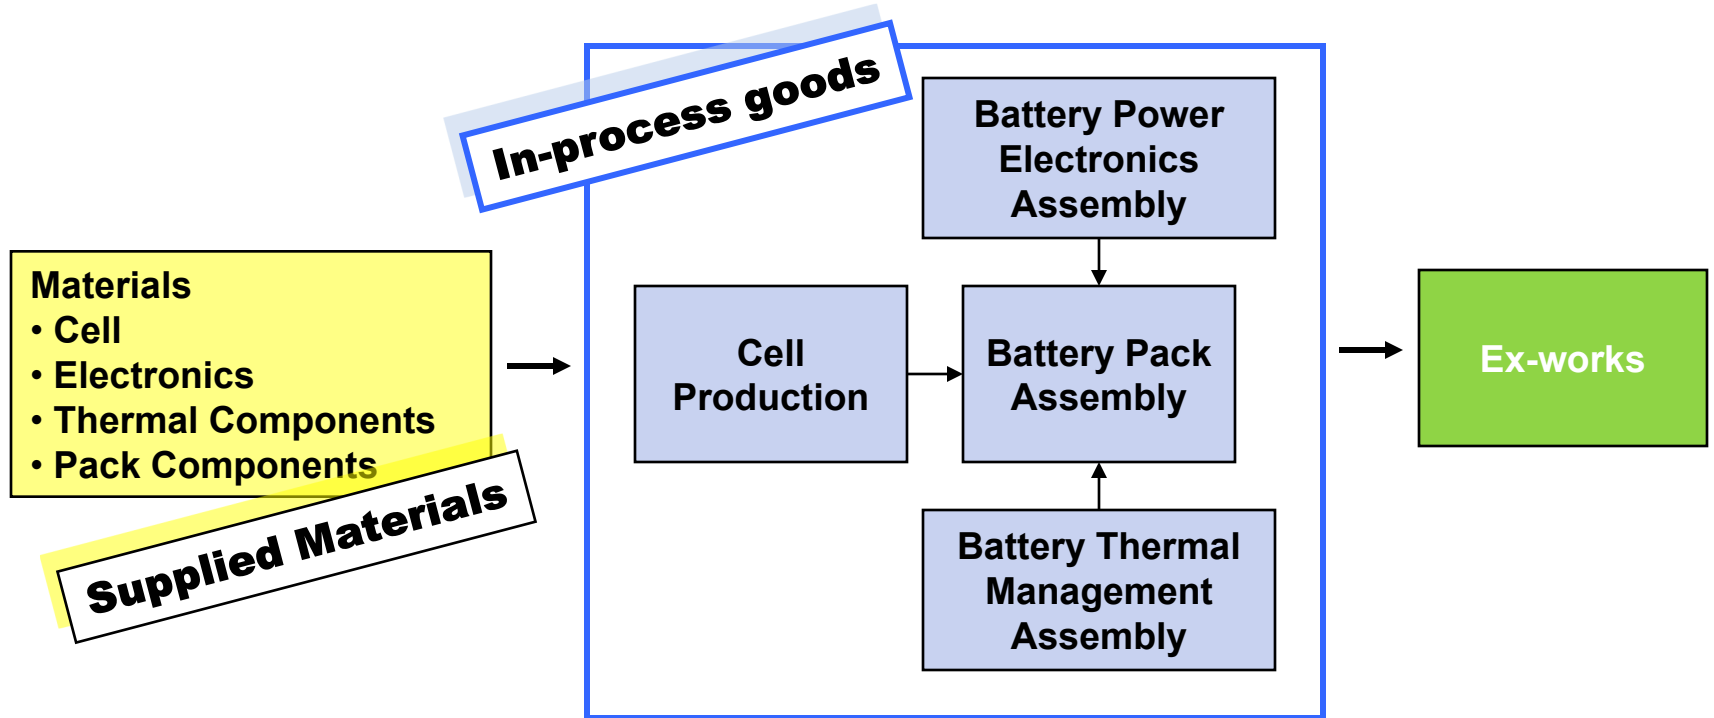 Materials
• Cell
• Electronics
• Thermal Components
• Pack Components
Supplied Materials
In-process goods
Battery Power
Electronics
Assembly
Cell
Production
Battery Pack
Assembly
Battery Thermal
Management
Assembly
Ex-works